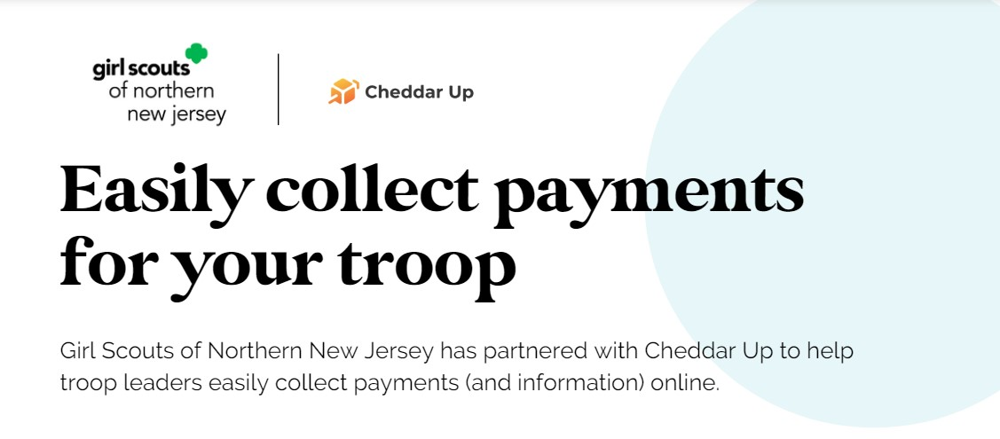 girl scouts
of northern
new jersey
Cheddar Up
Easily collect payments
for your troop
Girl Scouts of Northern New Jersey has partnered with Cheddar Up to help
troop leaders easily collect payments (and information) online.